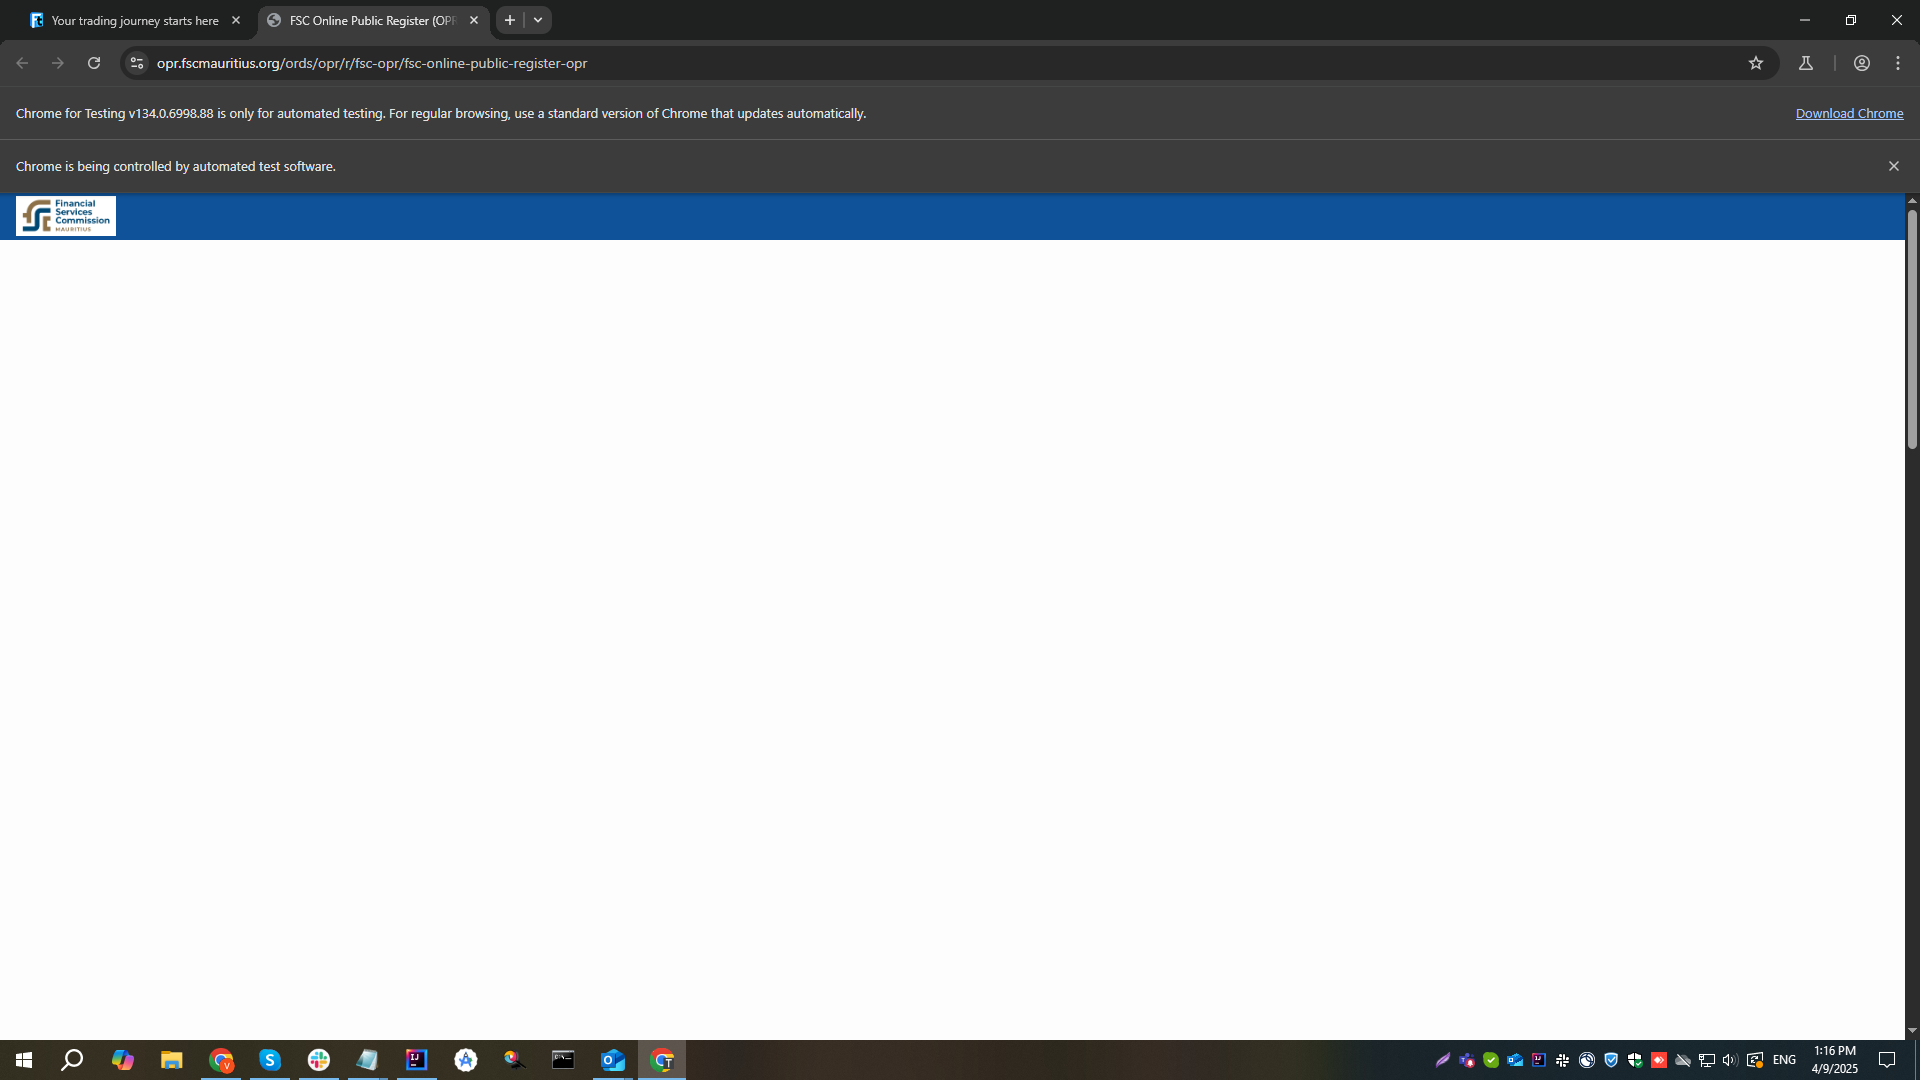 Your trading journey starts here
FSC Online Public Register (OPR
opr.fscmauritius.org/ords/opr/r/fsc-opr/fsc-online-public-register-opr
Chrome for Testing v134.0.6998.88 is only for automated testing. For regular browsing, use a standard version of Chrome that updates automatically.
Download Chrome
Chrome is being controlled by automated test software.
Financial
Services
Commission
MAURITIUS
ENG
1:16 PM
4/9/2025